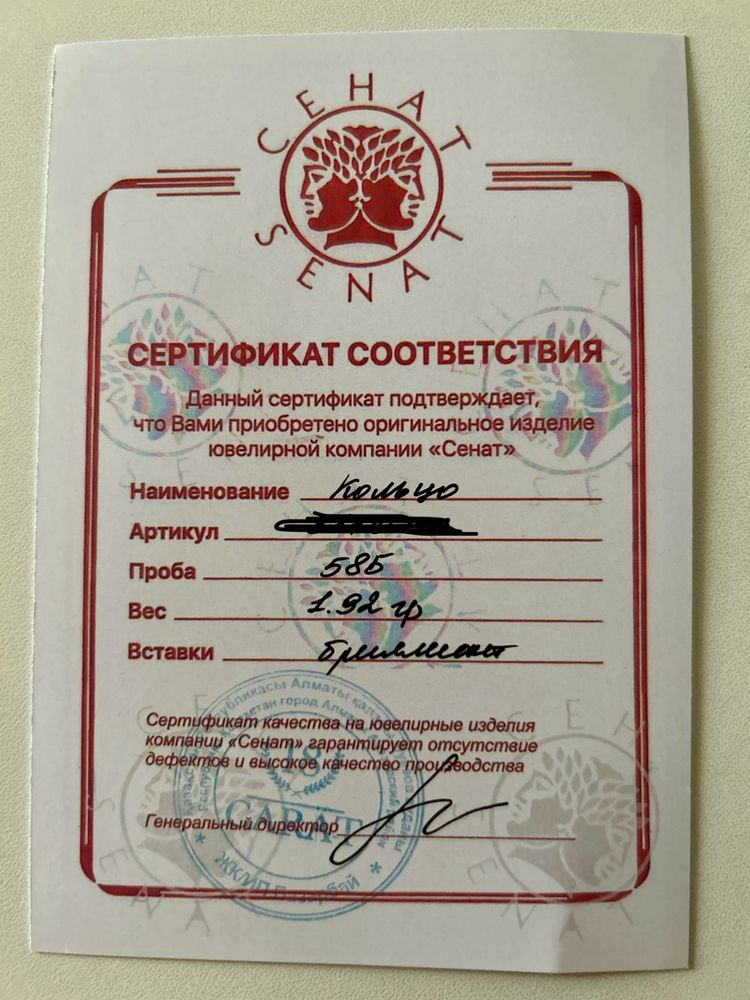 СЕНАТ
SENAT
СЕРТИФИКАТ СООТВЕТСТВИЯ
Данный сертификат подтверждает,
что Вами приобретено оригинальное изделие
ювелирной компании «Сенат»
Наименование Кольцо
Артикул
Проба 585
Вес 1.92 гр
Вставки бриллиант
Сертификат качества на ювелирные изделия
компании «Сенат» гарантирует отсутствие
дефектов и высокое качество производства
Генеральный директор
18
CARAT